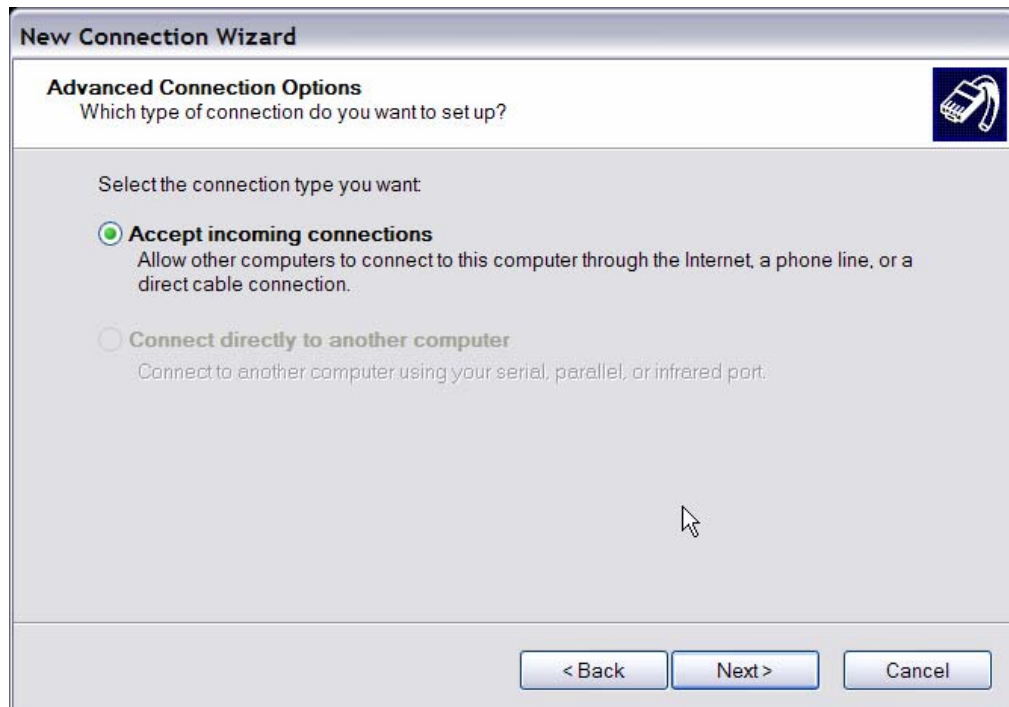 New Connection Wizard
Advanced Connection Options
Which type of connection do you want to set up?
Select the connection type you want:
Accept incoming connections
Allow other computers to connect to this computer through the Internet, a phone line, or a
direct cable connection.
Connect directly to another computer
Connect to another computer using your serial, parallel, or infrared port.
< Back
Next >
Cancel